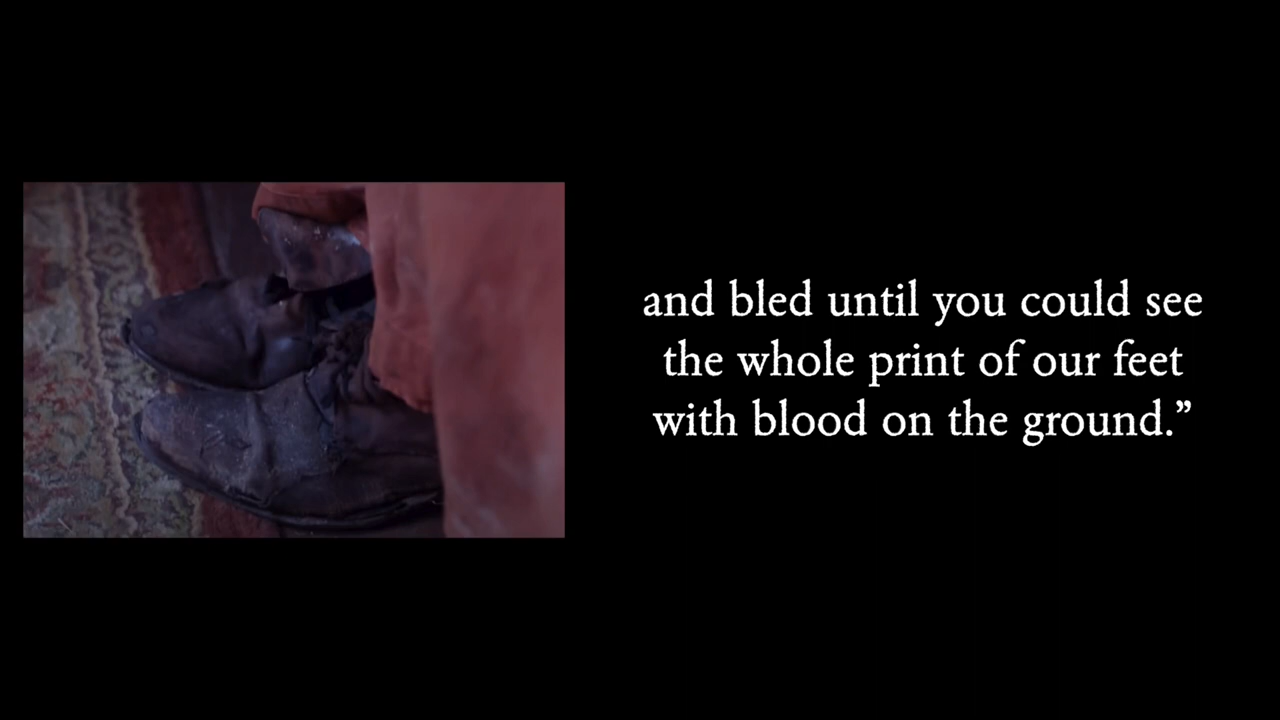 and bled until you could see
the whole print of our feet
with blood on the ground.”